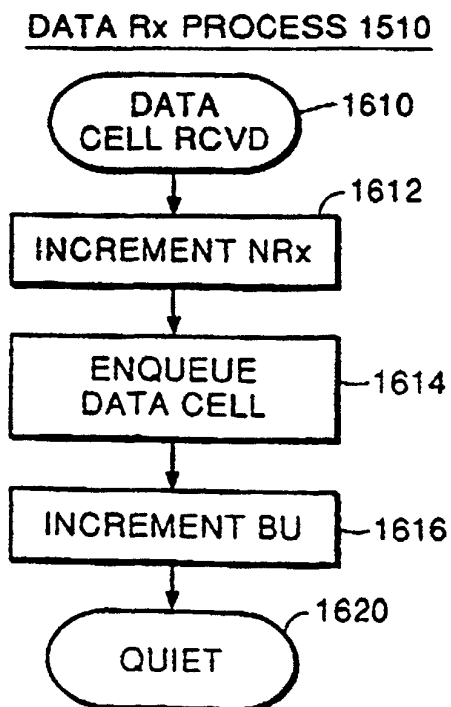 DATA Rx PROCESS 1510
DATA
CELL RCVD
1610
1612
INCREMENT NRx
ENQUEUE
DATA CELL
1614
INCREMENT BU
1616
1620
QUIET